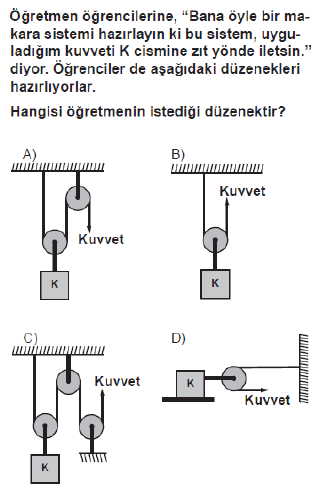 Öğretmen öğrencilerine, “Bana öyle bir ma-
kara sistemi hazırlayın ki bu sistem, uygu-
ladığım kuvveti K cismine zıt yönde iletsin.”
diyor. Öğrenciler de aşağıdaki düzenekleri
hazırlıyorlar.
Hangisi öğretmenin istediği düzenektir?
A)
Kuvvet
K
B)
Kuvvet
K
C)
Kuvvet
K
D)
K
Kuvvet